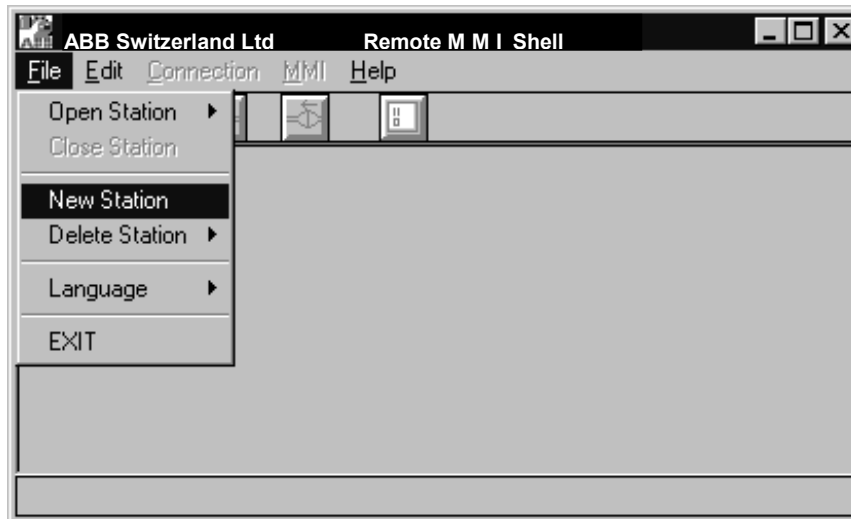 ABB Switzerland Ltd Remote M M I Shell
File Edit Connection MMI Help
Open Station
Close Station
New Station
Delete Station
Language
EXIT